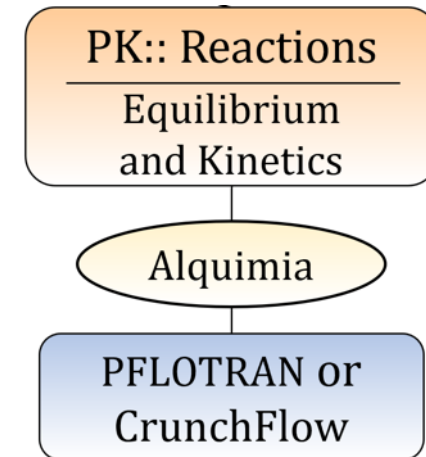 PK:: Reactions
Equilibrium
and Kinetics
Alquimia
PFLOTRAN or
CrunchFlow